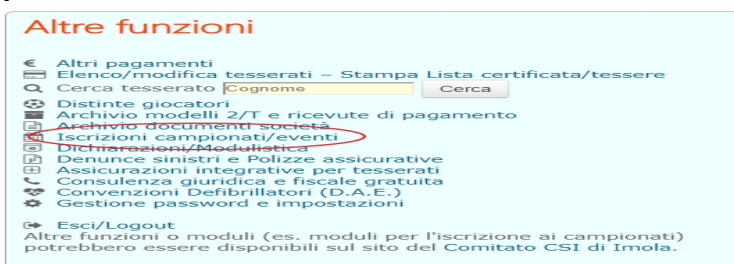 Altre funzioni
€ Altri pagamenti
Elenco/modifica tesserati – Stampa Lista certificata/tessere
Cerca tesserato Cognome Cerca
Distinte giocatori
Archivio modelli 2/T e ricevute di pagamento
Archivio documenti società
Iscrizioni campionati/eventi
Dichiarazioni/Modulistica
Denunce sinistri e Polizze assicurative
Assicurazioni integrative per tesserati
Consulenza giuridica e fiscale gratuita
Convenzioni Defibrillatori (D.A.E.)
Gestione password e impostazioni
Esci/Logout
Altre funzioni o moduli (es. moduli per l'iscrizione ai campionati)
potrebbero essere disponibili sul sito del Comitato CSI di Imola.